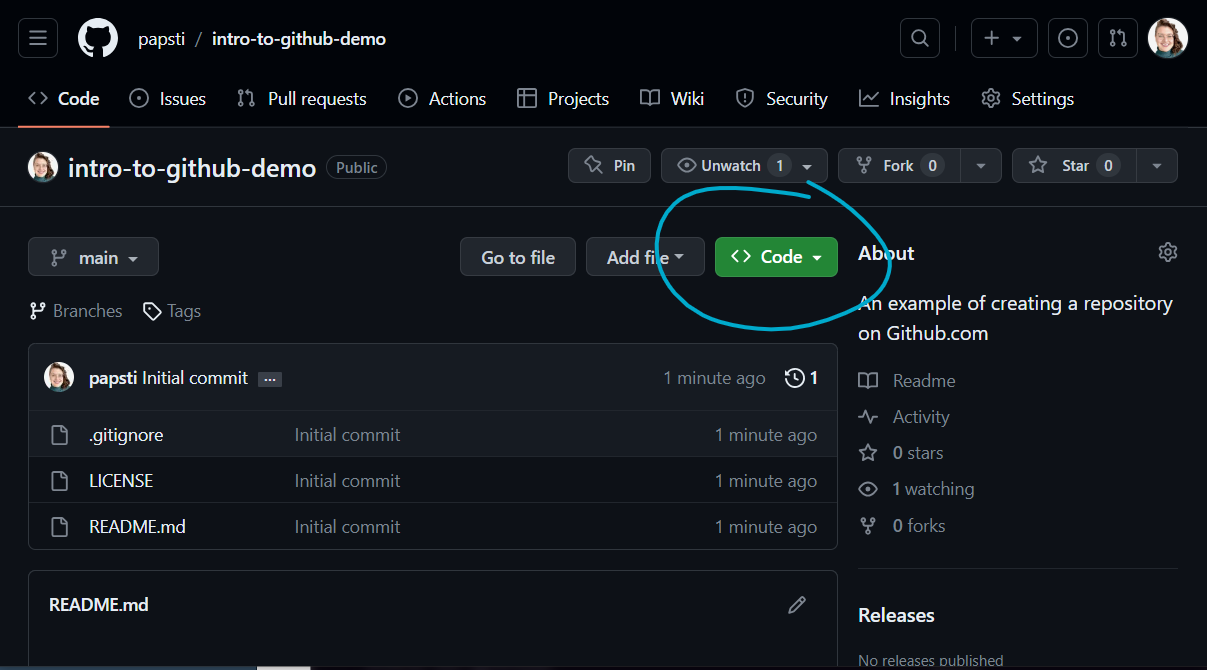 papsti / intro-to-github-demo
Code Issues Pull requests Actions Projects Wiki Security Insights Settings
intro-to-github-demo Public Pin Unwatch 1 Fork 0 Star 0
main Go to file Add file Code
Branches Tags
papsti Initial commit ... 1 minute ago 1
.gitignore Initial commit 1 minute ago
LICENSE Initial commit 1 minute ago
README.md Initial commit 1 minute ago
README.md
About
An example of creating a repository
on Github.com
Readme
Activity
0 stars
1 watching
0 forks
Releases
No releases published